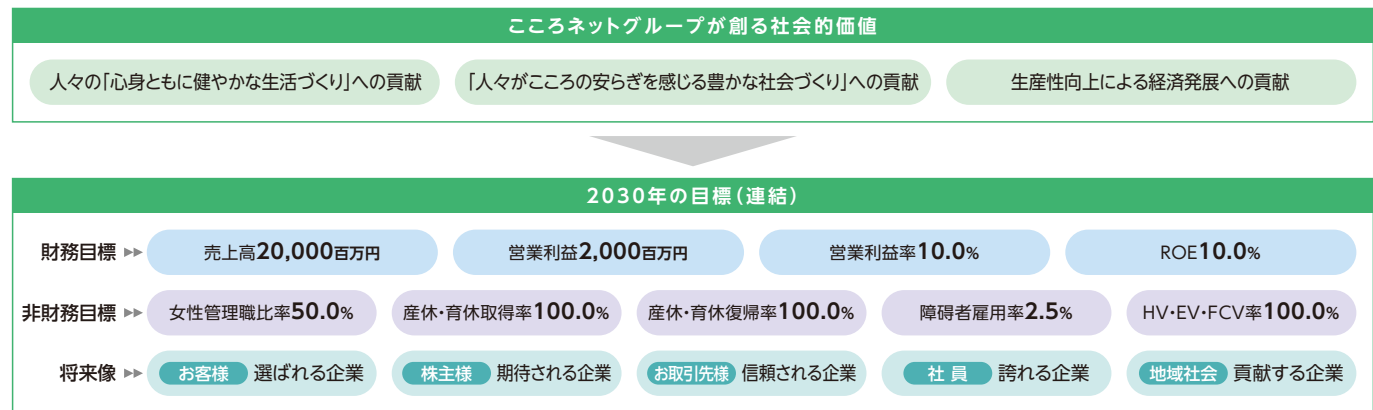 こころネットグループが創る社会的価値
人々の「心身ともに健やかな生活づくり」への貢献 「人々がこころの安らぎを感じる豊かな社会づくり」への貢献 生産性向上による経済発展への貢献
2030年の目標(連結)
財務目標 売上高20,000百万円 営業利益2,000百万円 営業利益率10.0% ROE10.0%
非財務目標 女性管理職比率50.0% 産休・育休取得率100.0% 産休・育休復帰率100.0% 障碍者雇用率2.5% HV・EV・FCV率100.0%
将来像 お客様 選ばれる企業 株主様 期待される企業 お取引先様 信頼される企業 社員 誇れる企業 地域社会 貢献する企業